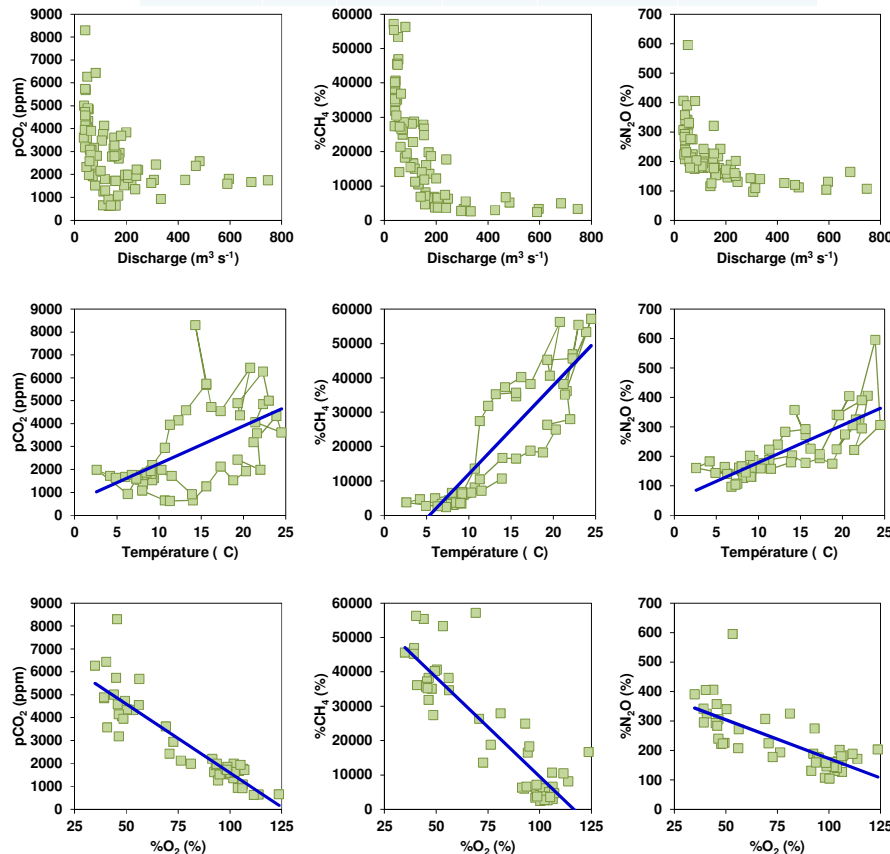 9000
8000
7000
6000
5000
4000
3000
2000
1000
0
pCO2 (ppm)
0 200 400 600 800
Discharge (m³ s⁻¹)
60000
50000
40000
30000
20000
10000
0
%CH4 (%)
0 200 400 600 800
Discharge (m³ s⁻¹)
700
600
500
400
300
200
100
0
%N2O (%)
0 200 400 600 800
Discharge (m³ s⁻¹)
9000
8000
7000
6000
5000
4000
3000
2000
1000
0
pCO2 (ppm)
0 5 10 15 20 25
Température ( C)
60000
50000
40000
30000
20000
10000
0
%CH4 (%)
0 5 10 15 20 25
Température ( C)
700
600
500
400
300
200
100
0
%N2O (%)
0 5 10 15 20 25
Température ( C)
9000
8000
7000
6000
5000
4000
3000
2000
1000
0
pCO2 (ppm)
25 50 75 100 125
%O2 (%)
60000
50000
40000
30000
20000
10000
0
%CH4 (%)
25 50 75 100 125
%O2 (%)
700
600
500
400
300
200
100
0
%N2O (%)
25 50 75 100 125
%O2 (%)